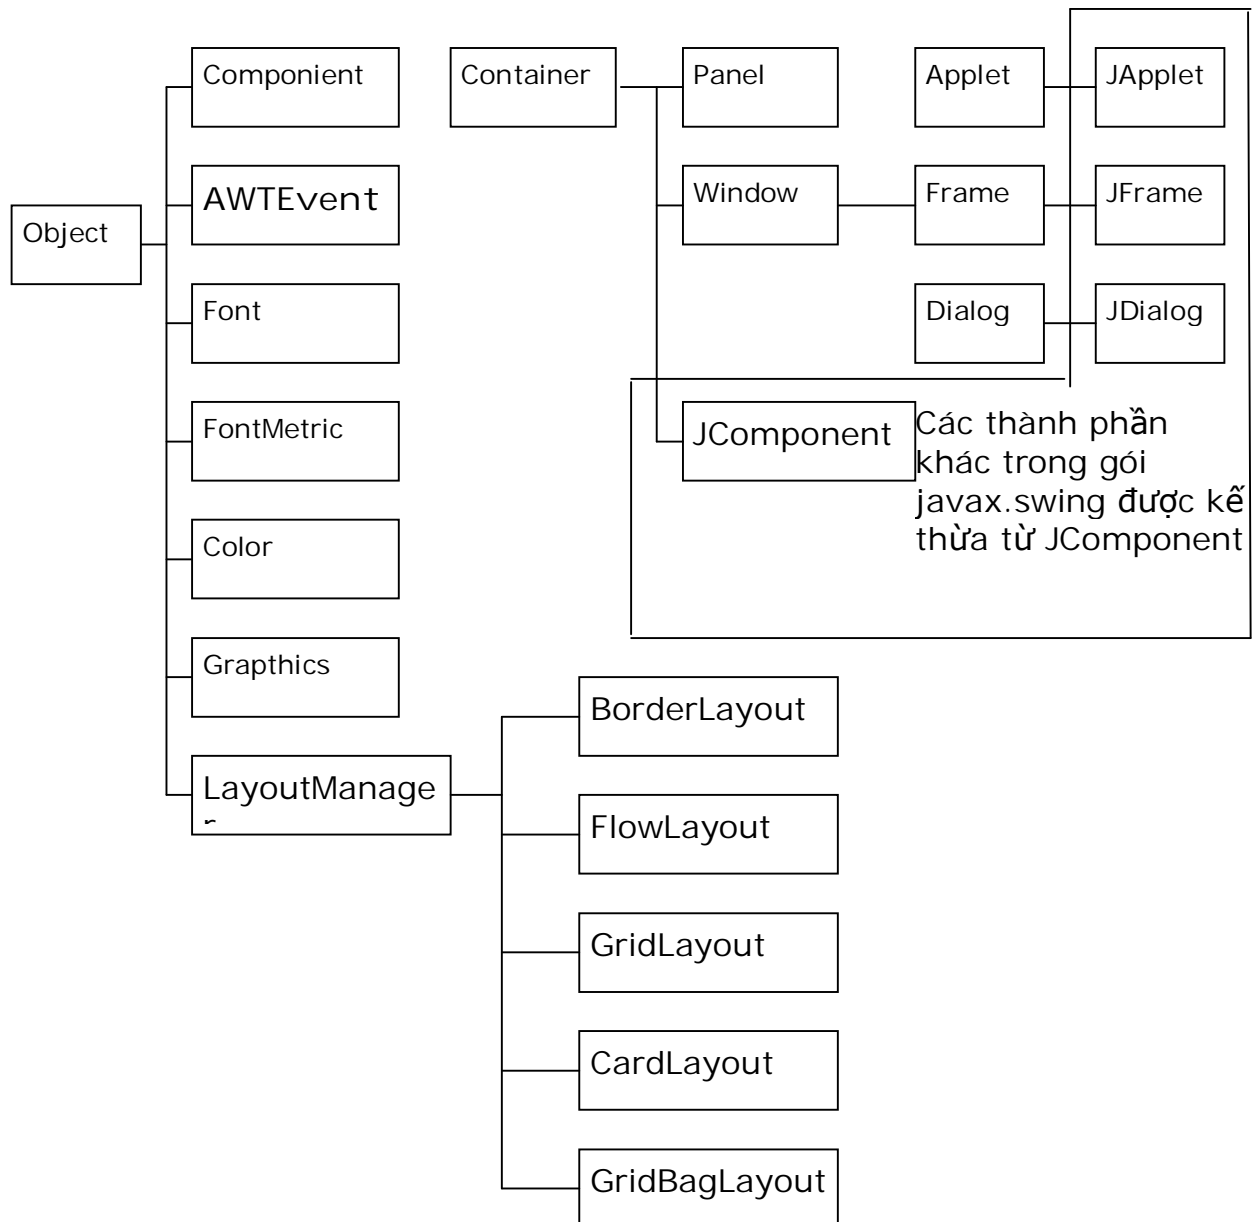 Componient
Container
Panel
Applet
JApplet
AWTEvent
Window
Frame
JFrame
Object
Font
Dialog
JDialog
FontMetric
JComponent
Các thành phần
khác trong gói
javax.swing được kế
thừa từ JComponent
Color
Grapthics
BorderLayout
LayoutManage
r
FlowLayout
GridLayout
CardLayout
GridBagLayout